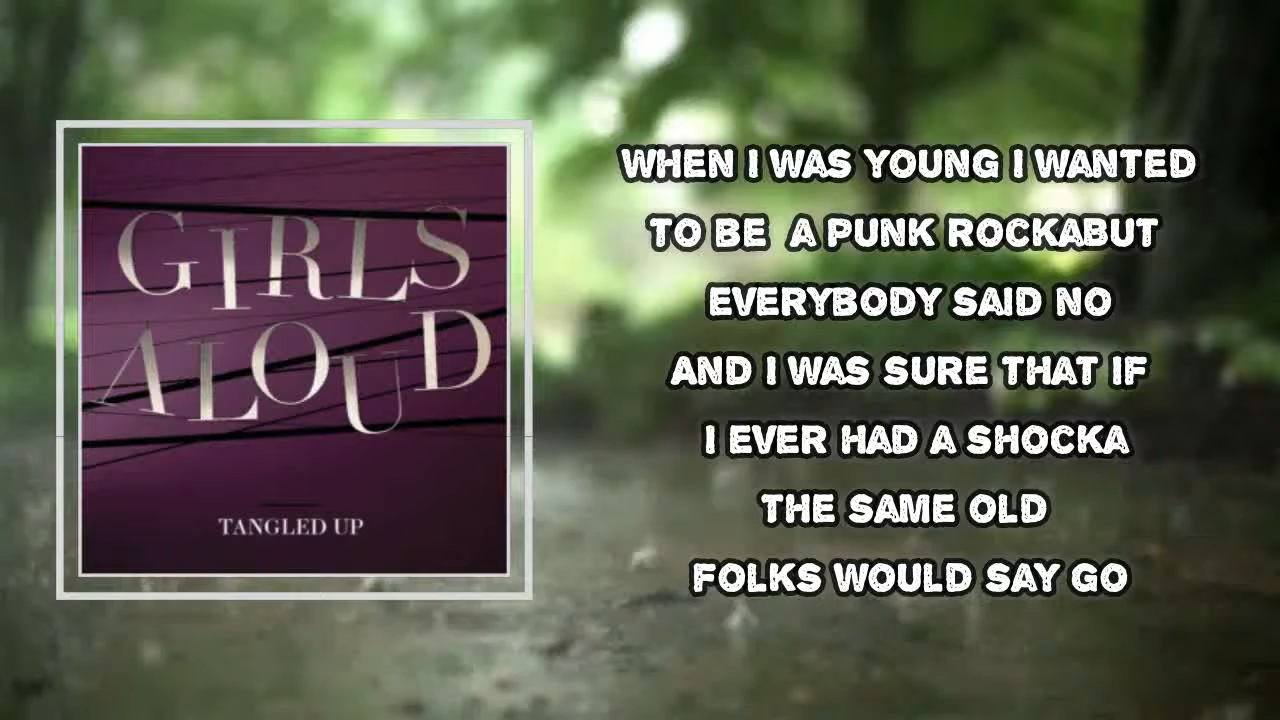 GIRLS
ALOUD
TANGLED UP
WHEN I WAS YOUNG I WANTED
TO BE A PUNK ROCKABUT
EVERYBODY SAID NO
AND I WAS SURE THAT IF
I EVER HAD A SHOCKA
THE SAME OLD
FOLKS WOULD SAY GO